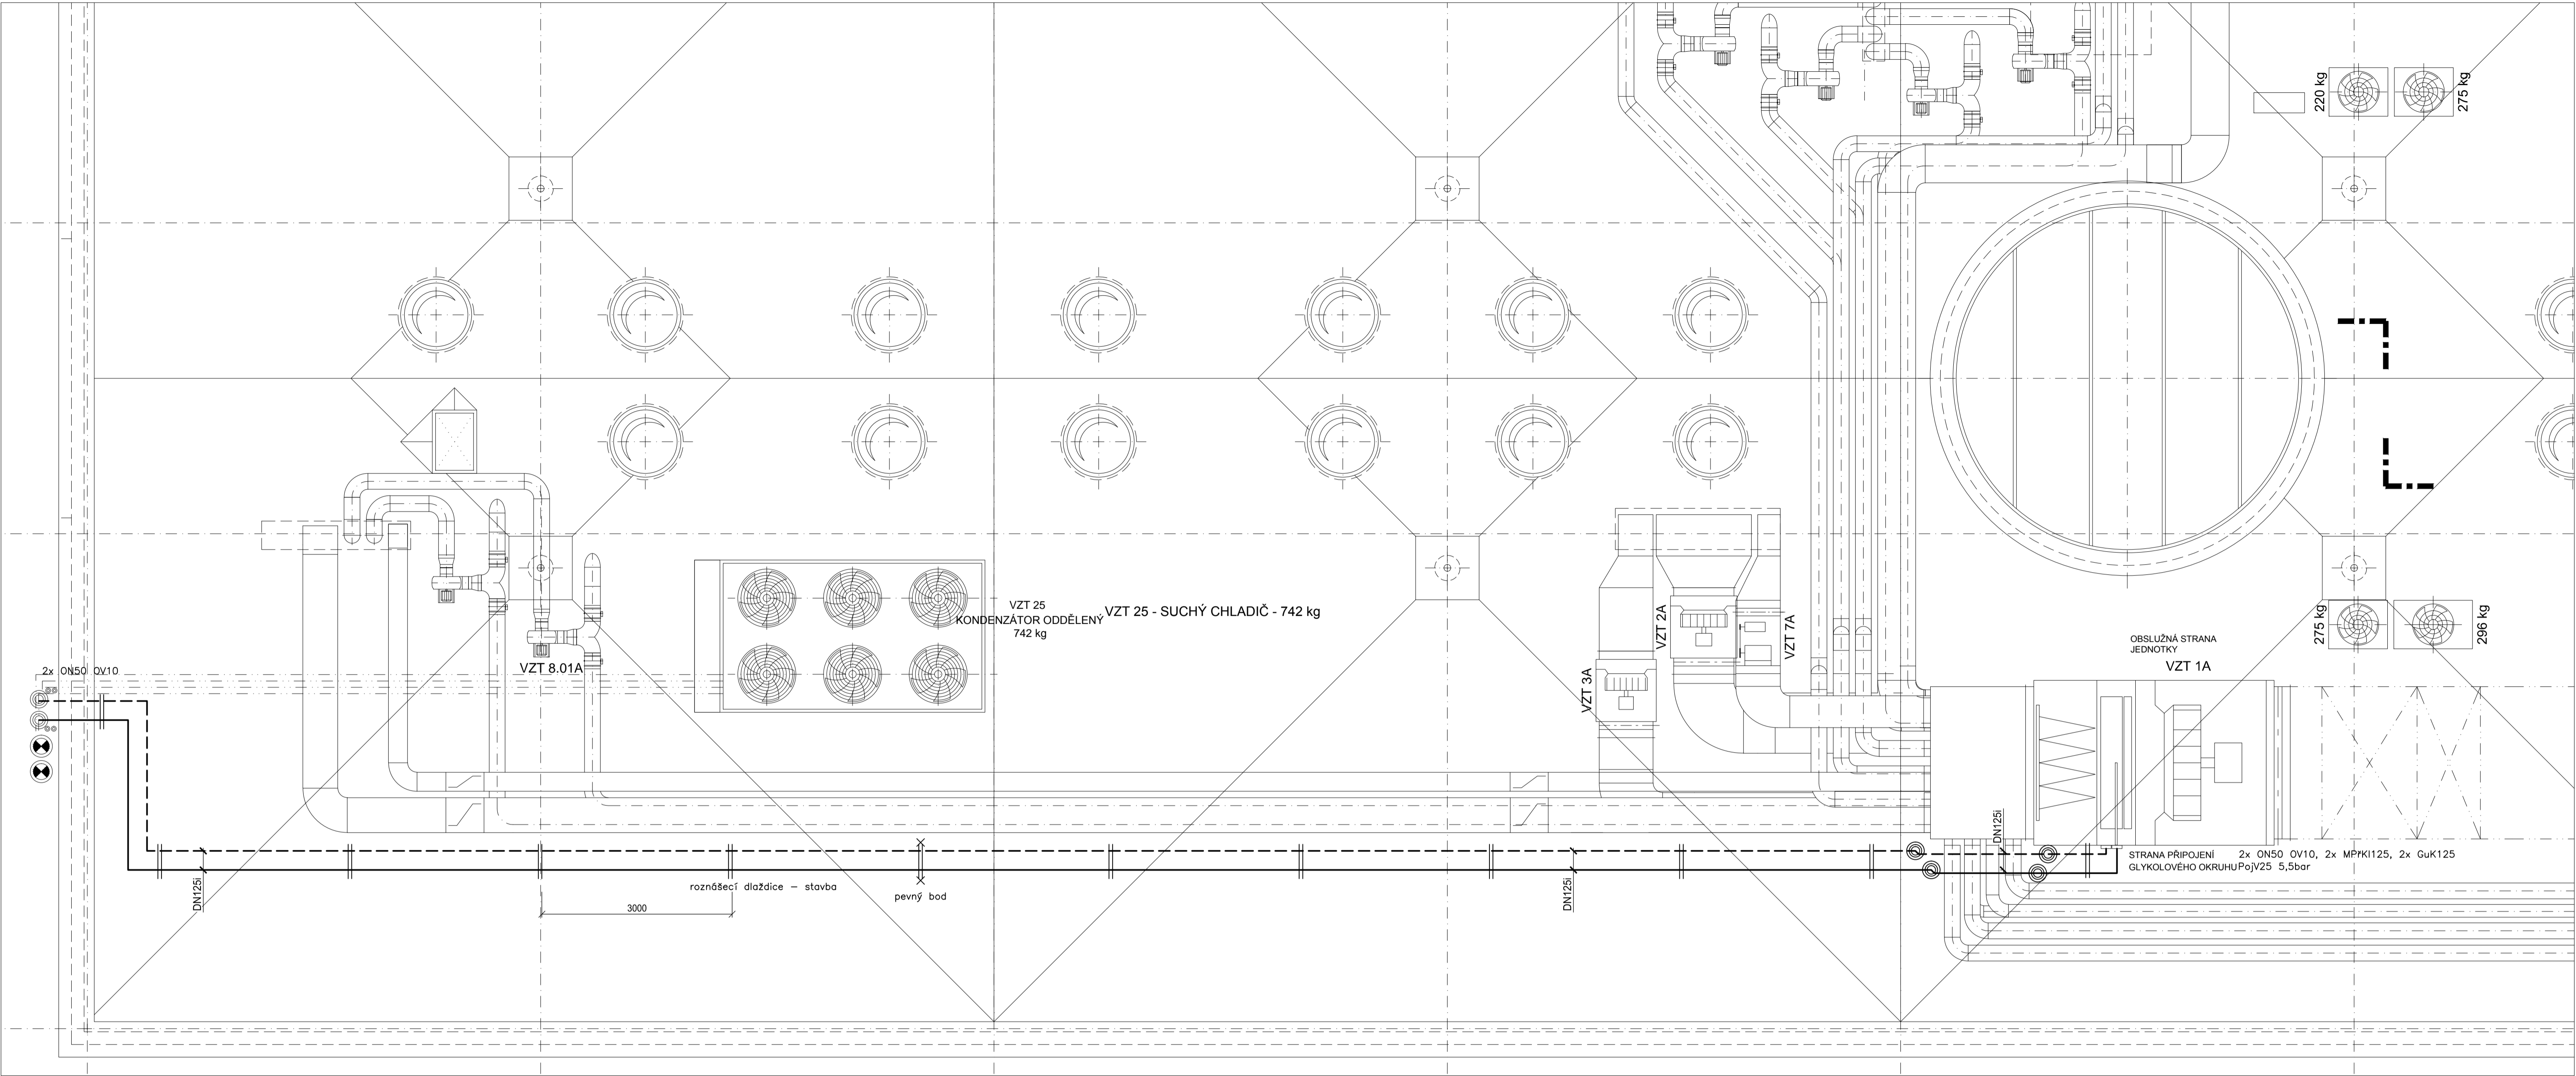 220 kg
275 kg
VZT 25
KONDENZÁTOR ODDĚLENÝ
742 kg
VZT 25 - SUCHÝ CHLADIČ - 742 kg
VZT 2A
VZT 7A
VZT 3A
275 kg
296 kg
OBSLUŽNÁ STRANA
JEDNOTKY
VZT 1A
2x ON50 OV10
VZT 8.01A
DN125i
roznášecí dlaždice – stavba
3000
pevný bod
DN125i
DN125i
STRANA PŘIPOJENÍ
GLYKOLOVÉHO OKRUHU
2x ON50 OV10, 2x MPřKl125, 2x GuK125
PojV25 5,5bar